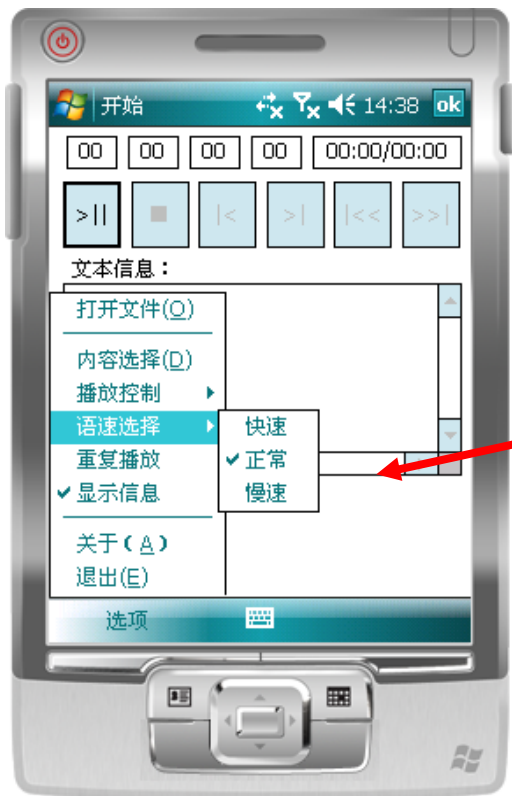 开始 14:38 ok
00 00 00 00 00:00/00:00
>|| ■ |< >| |<< >>|
文本信息：
打开文件(O)
内容选择(D)
播放控制
语速选择
重复播放
✓显示信息
快速
✓正常
慢速
关于(A)
退出(E)
选项